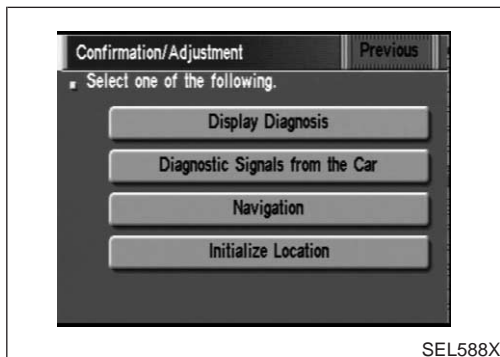 Confirmation/Adjustment Previous
Select one of the following.
Display Diagnosis
Diagnostic Signals from the Car
Navigation
Initialize Location
SEL588X